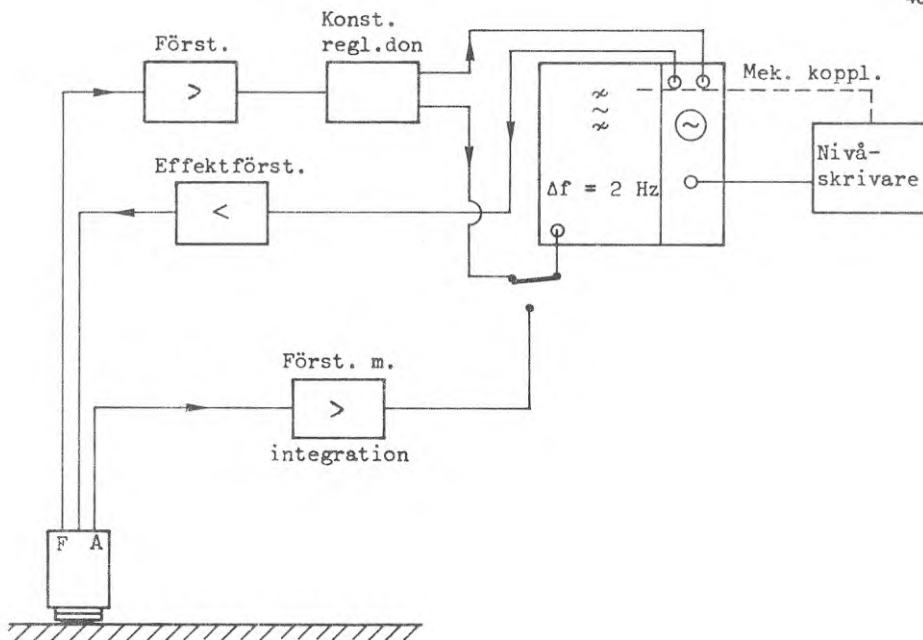 Konst.
regl.don
Först.
>
Mek. koppl.
~
~
~
~
Nivå-
skrivare
Effektförst.
<
Δf = 2 Hz
Först. m.
>
integration
F A